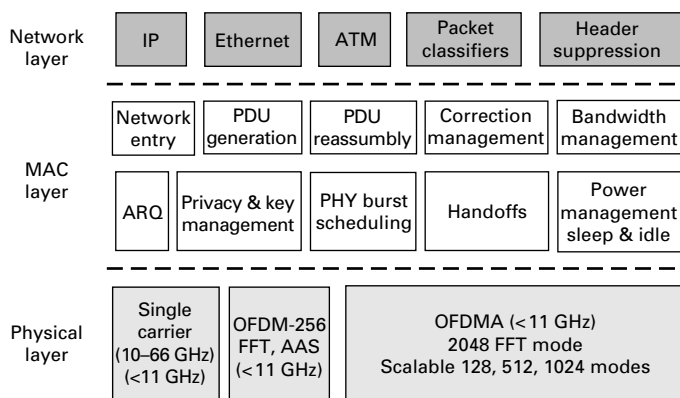 Network
layer
IP
Ethernet
ATM
Packet
classifiers
Header
suppression
MAC
layer
Network
entry
PDU
generation
PDU
reassumbly
Correction
management
Bandwidth
management
ARQ
Privacy & key
management
PHY burst
scheduling
Handoffs
Power
management
sleep & idle
Physical
layer
Single
carrier
(10–66 GHz)
(<11 GHz)
OFDM-256
FFT, AAS
(<11 GHz)
OFDMA (<11 GHz)
2048 FFT mode
Scalable 128, 512, 1024 modes